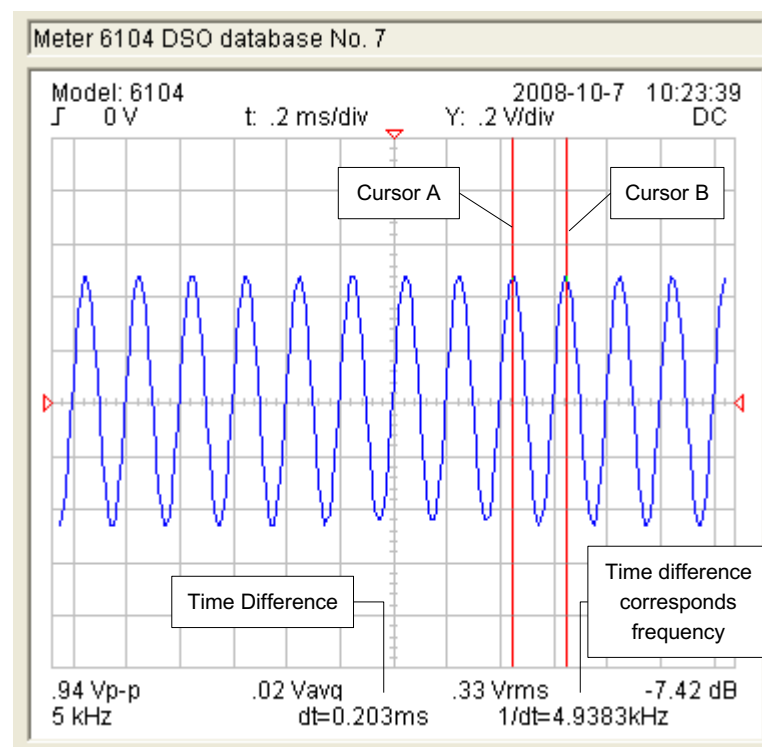 Meter 6104 DSO database No. 7
Model: 6104 2008-10-7 10:23:39
0 V t: .2 ms/div Y: .2 V/div DC
Cursor A Cursor B
Time Difference
Time difference
corresponds
frequency
.94 Vp-p .02 Vavg .33 Vrms -7.42 dB
5 kHz dt=0.203ms 1/dt=4.9383kHz